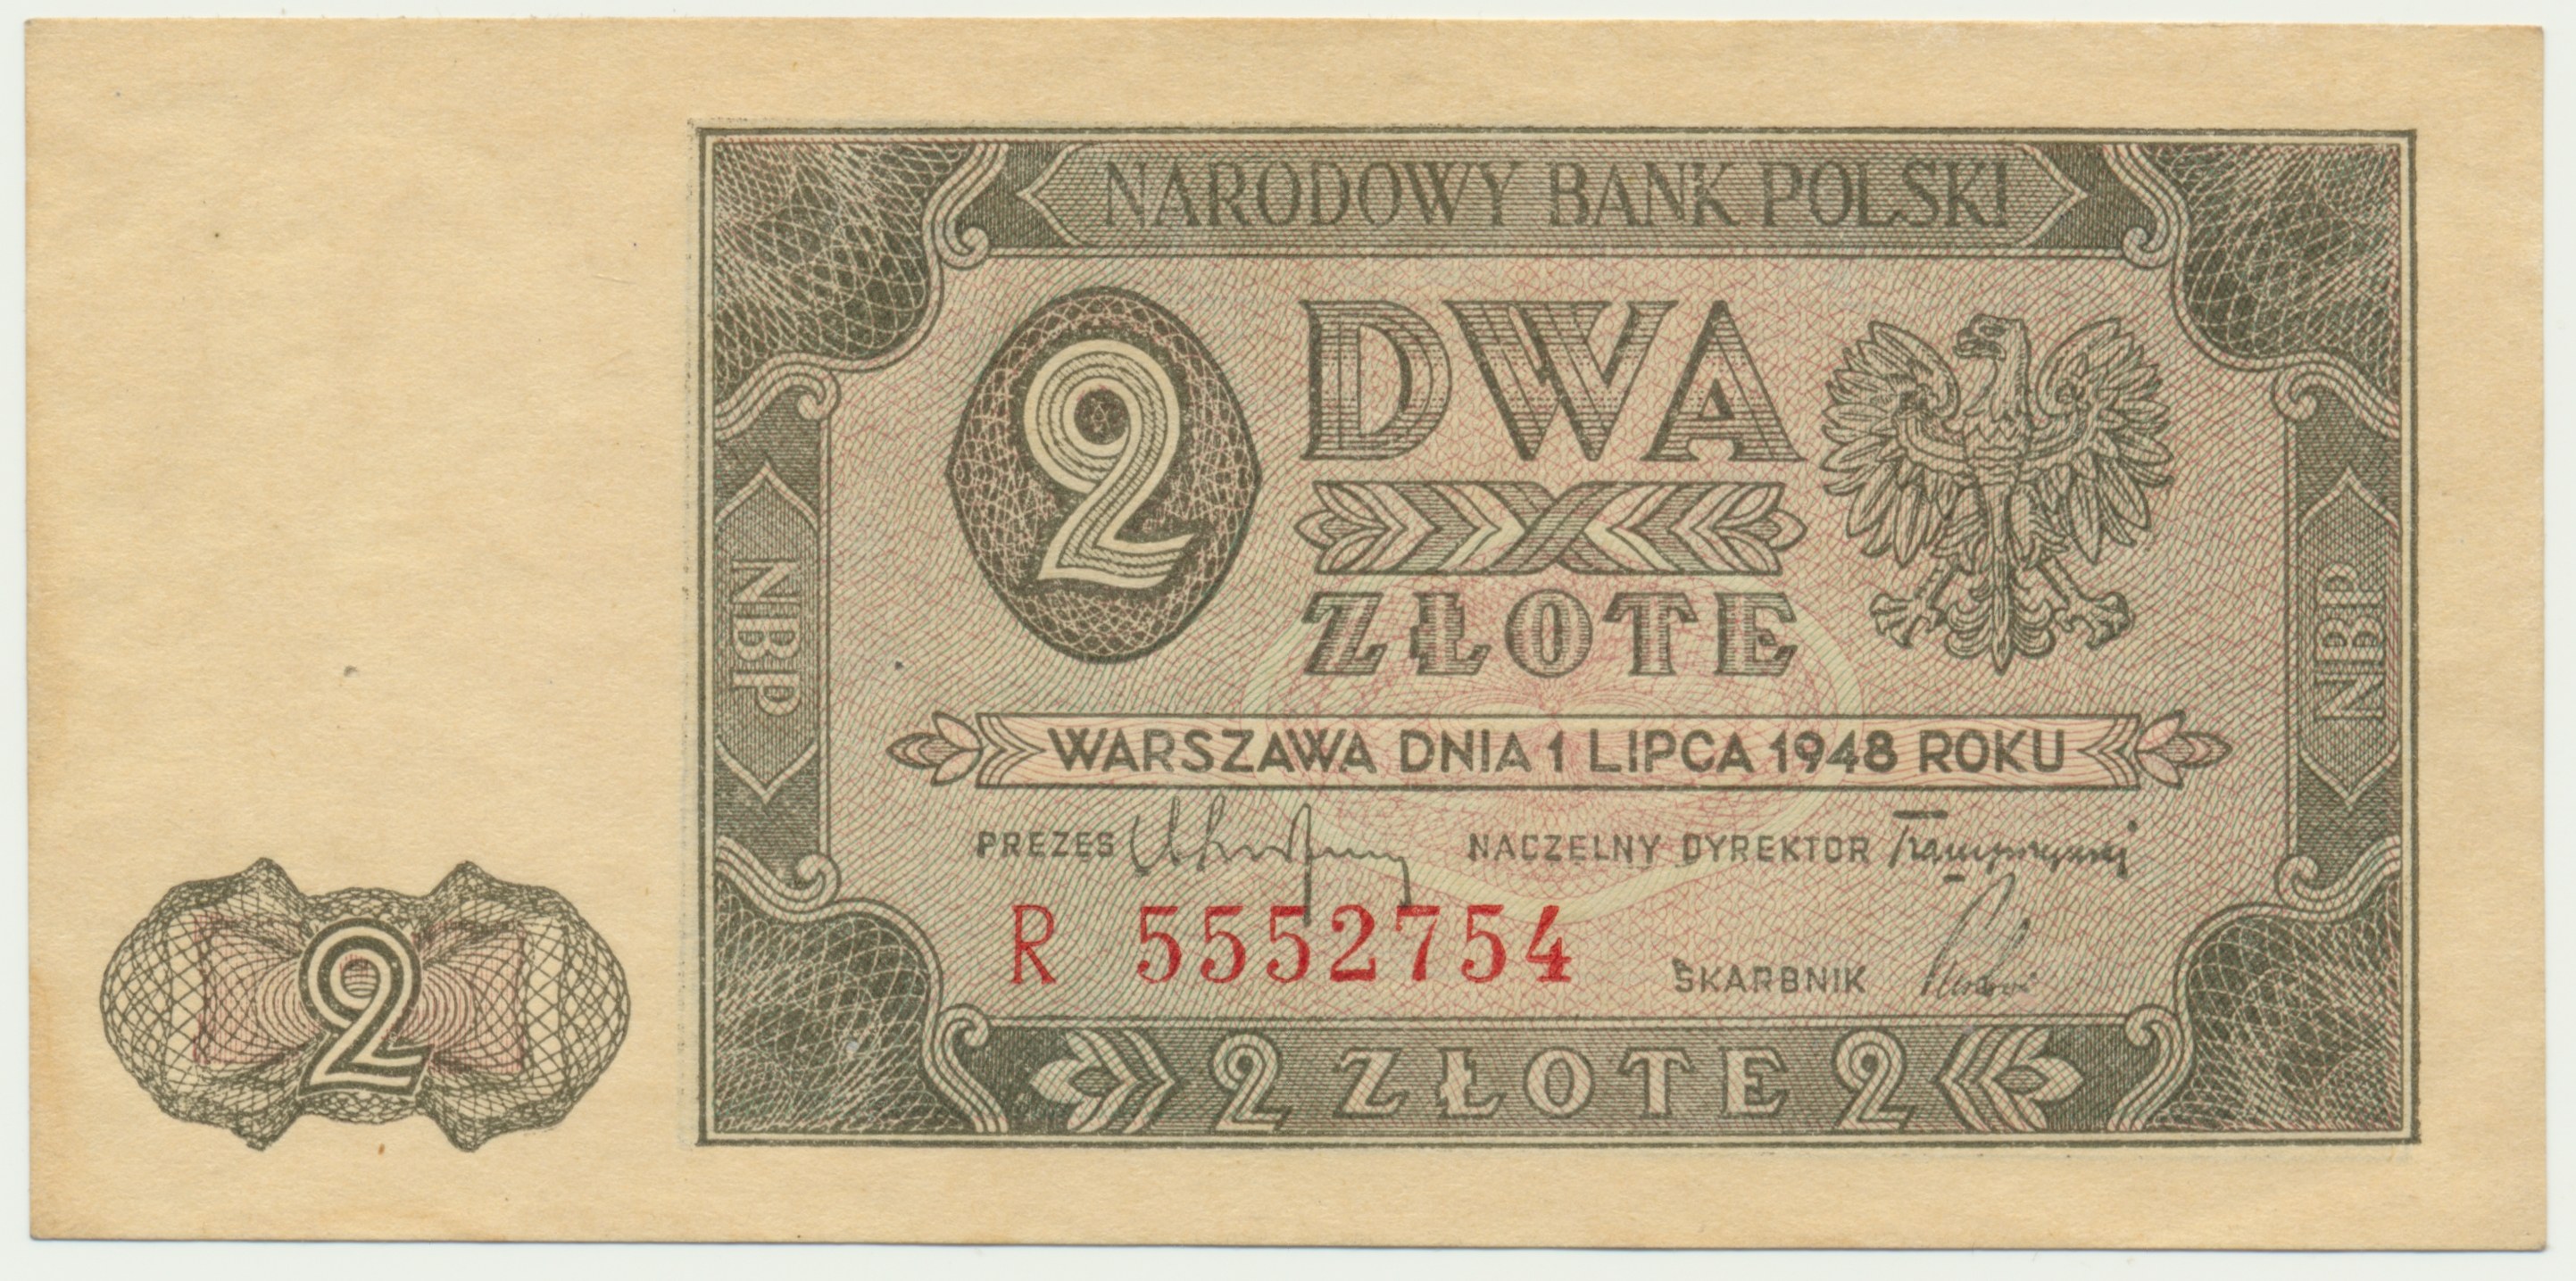 NARODOWY BANK POLSKI
2
DWA
ZŁOTE
NBP
NBP
WARSZAWA DNIA 1 LIPCA 1948 ROKU
PREZES
NACZELNY DYREKTOR
R 5552754
SKARBNIK
2
2 ZŁOTE 2